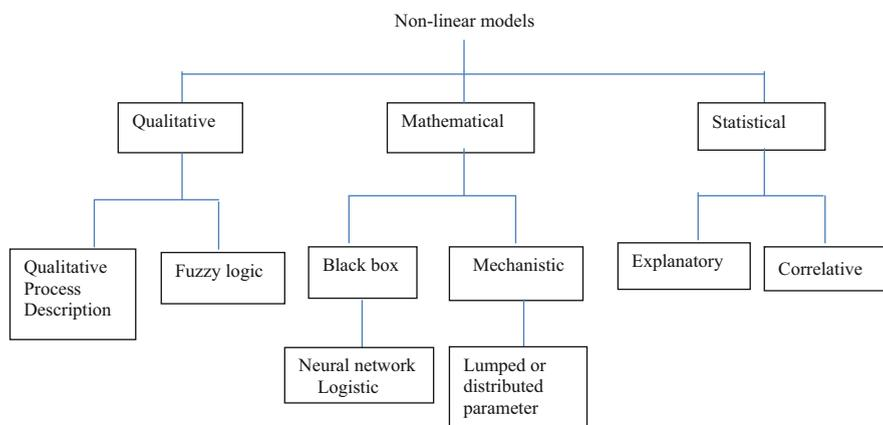 Non-linear models
Qualitative
Mathematical
Statistical
Qualitative
Process
Description
Fuzzy logic
Black box
Mechanistic
Explanatory
Correlative
Neural network
Logistic
Lumped or
distributed
parameter